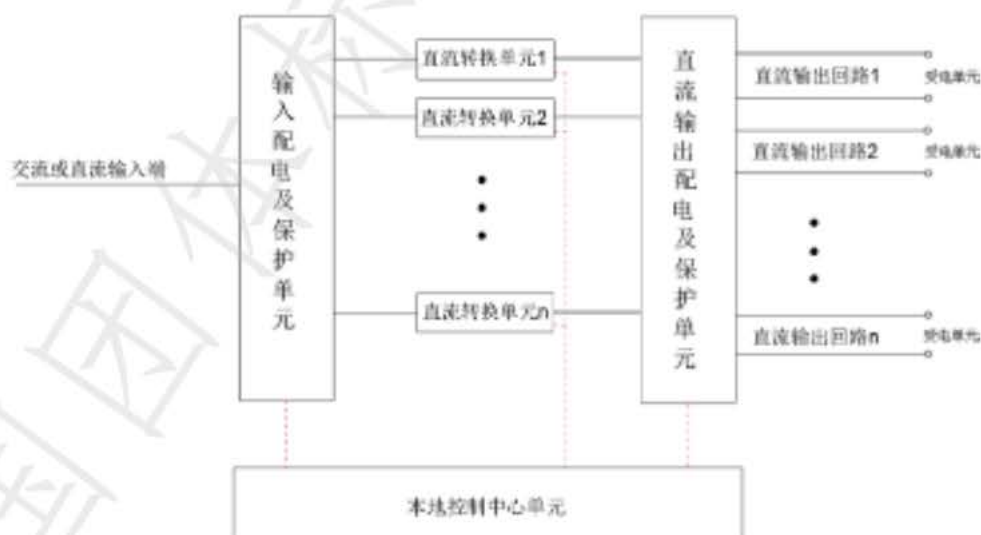 交流或直流输入端
输入配电及保护单元
直流转换单元1
直流转换单元2
直流转换单元n
直流输出配电及保护单元
直流输出回路1
受电单元
直流输出回路2
受电单元
直流输出回路n
受电单元
本地控制中心单元
国团体标